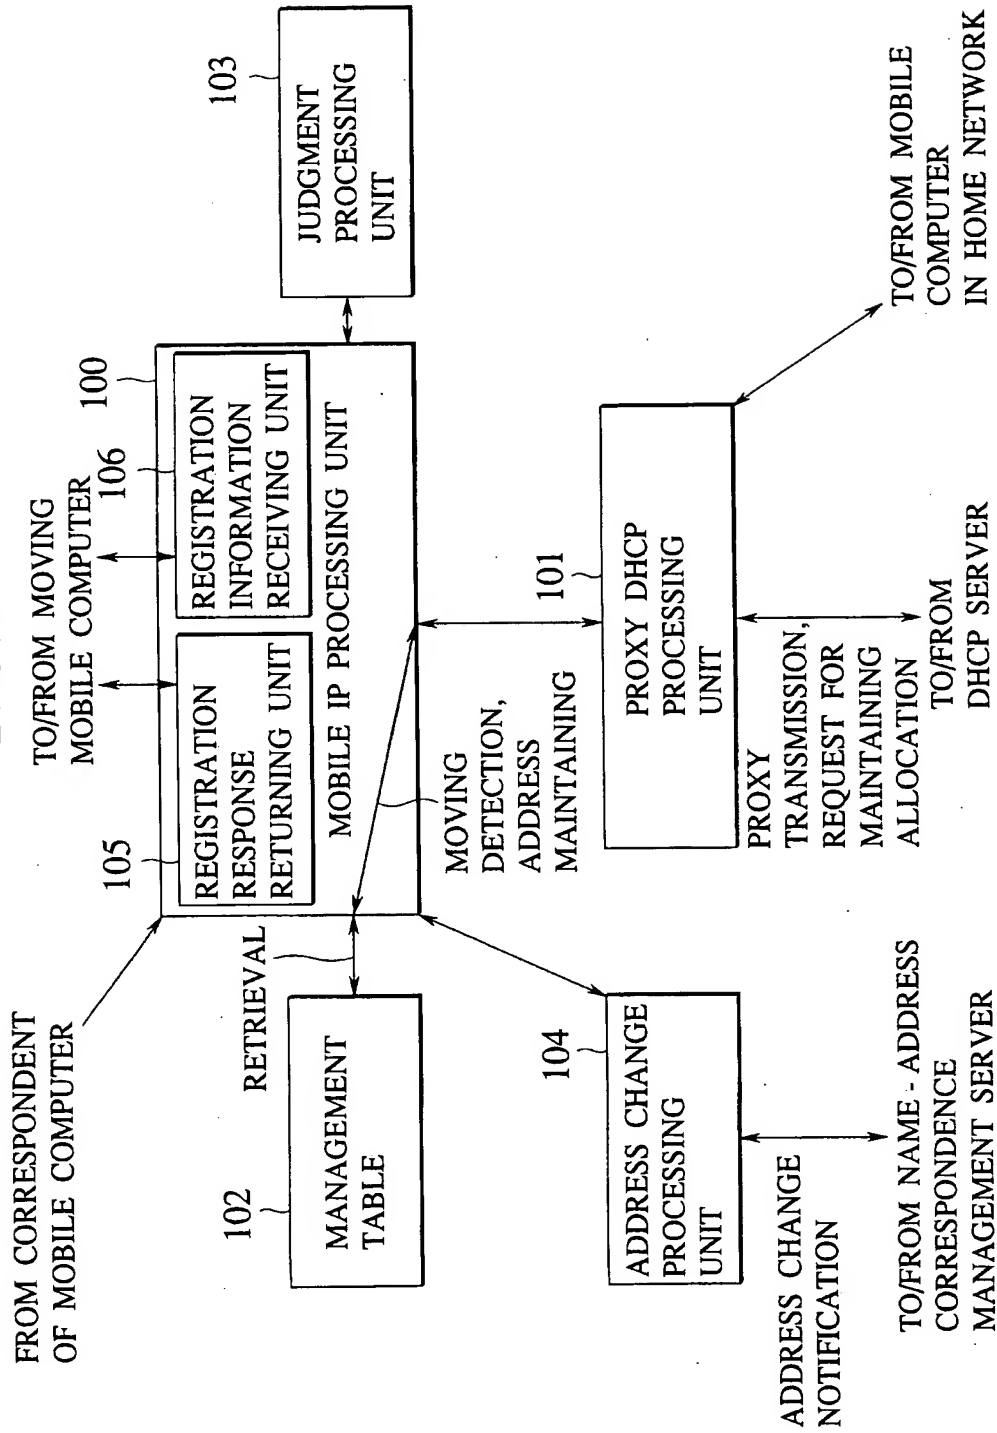 FROM CORRESPONDENT
OF MOBILE COMPUTER
TO/FROM MOVING
MOBILE COMPUTER
105
106
100
REGISTRATION
RESPONSE
RETURNING UNIT
REGISTRATION
INFORMATION
RECEIVING UNIT
MOBILE IP PROCESSING UNIT
103
JUDGMENT
PROCESSING
UNIT
102
MANAGEMENT
TABLE
RETRIEVAL
MOVING
DETECTION,
ADDRESS
MAINTAINING
104
ADDRESS CHANGE
PROCESSING
UNIT
101
PROXY DHCP
PROCESSING
UNIT
ADDRESS CHANGE
NOTIFICATION
PROXY
TRANSMISSION,
REQUEST FOR
MAINTAINING
ALLOCATION
TO/FROM NAME - ADDRESS
CORRESPONDENCE
MANAGEMENT SERVER
TO/FROM
DHCP SERVER
TO/FROM MOBILE
COMPUTER
IN HOME NETWORK